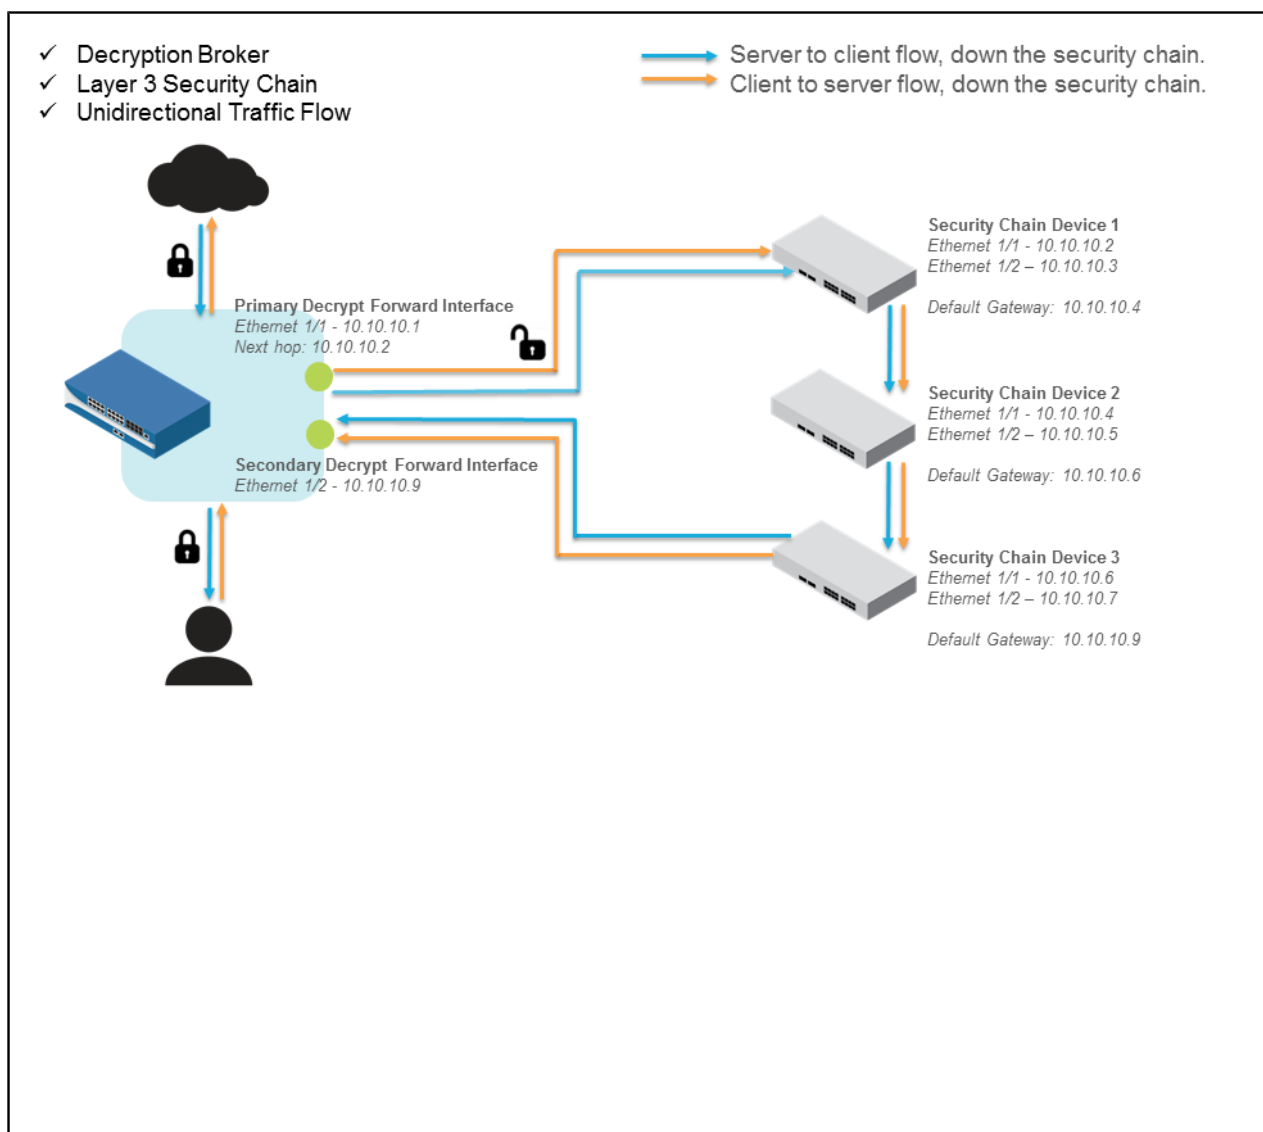 ✓ Decryption Broker
✓ Layer 3 Security Chain
✓ Unidirectional Traffic Flow
Server to client flow, down the security chain.
Client to server flow, down the security chain.
Primary Decrypt Forward Interface
Ethernet 1/1 - 10.10.10.1
Next hop: 10.10.10.2
Secondary Decrypt Forward Interface
Ethernet 1/2 - 10.10.10.9
Security Chain Device 1
Ethernet 1/1 - 10.10.10.2
Ethernet 1/2 – 10.10.10.3
Default Gateway: 10.10.10.4
Security Chain Device 2
Ethernet 1/1 - 10.10.10.4
Ethernet 1/2 – 10.10.10.5
Default Gateway: 10.10.10.6
Security Chain Device 3
Ethernet 1/1 - 10.10.10.6
Ethernet 1/2 – 10.10.10.7
Default Gateway: 10.10.10.9